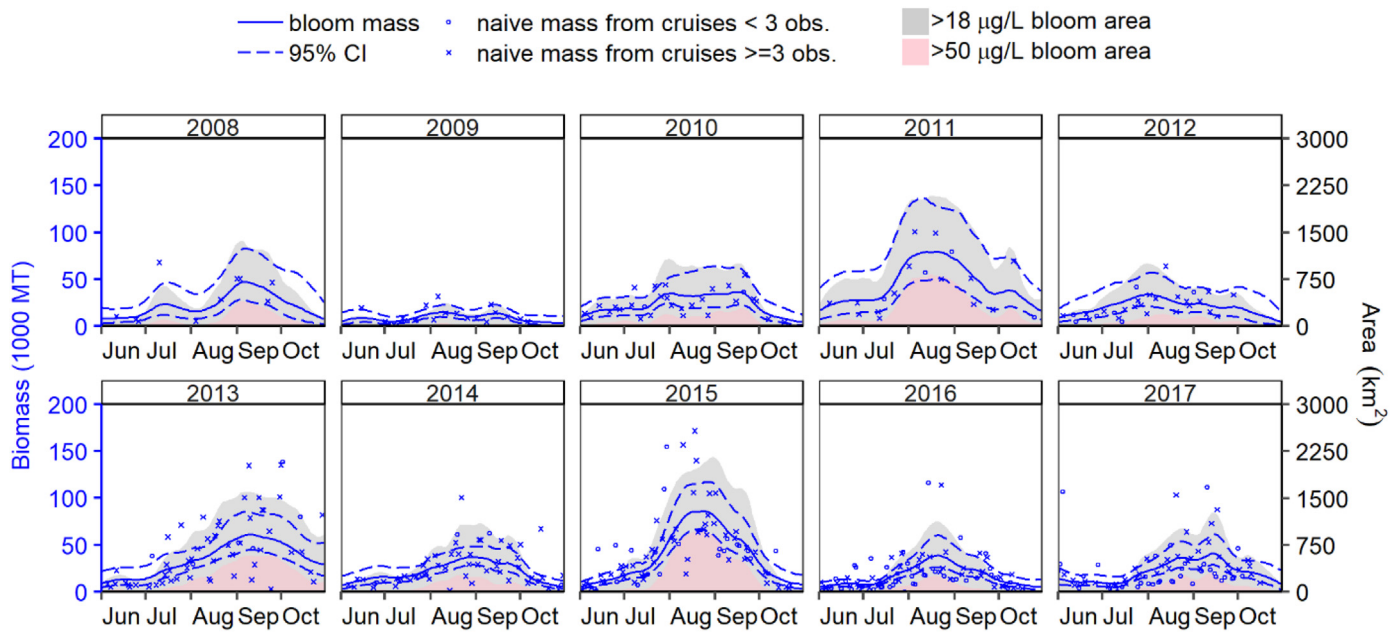 bloom mass
naive mass from cruises < 3 obs.
>18 µg/L bloom area
95% CI
naive mass from cruises >=3 obs.
>50 µg/L bloom area
2008 2009 2010 2011 2012
200 3000
150 2250
100 1500
50 750
0 0
Jun Jul Aug Sep Oct Jun Jul Aug Sep Oct Jun Jul Aug Sep Oct Jun Jul Aug Sep Oct Jun Jul Aug Sep Oct
Biomass (1000 MT)
Area (km²)
2013 2014 2015 2016 2017
200 3000
150 2250
100 1500
50 750
0 0
Jun Jul Aug Sep Oct Jun Jul Aug Sep Oct Jun Jul Aug Sep Oct Jun Jul Aug Sep Oct Jun Jul Aug Sep Oct